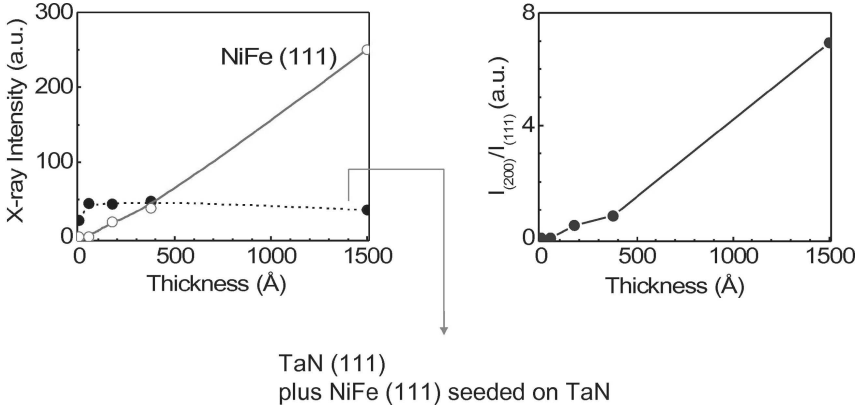 300
200
100
0
X-ray Intensity (a.u.)
NiFe (111)
0
500
1000
1500
Thickness (Å)
8
4
0
I(200)/I(111) (a.u.)
0
500
1000
1500
Thickness (Å)
TaN (111)
plus NiFe (111) seeded on TaN